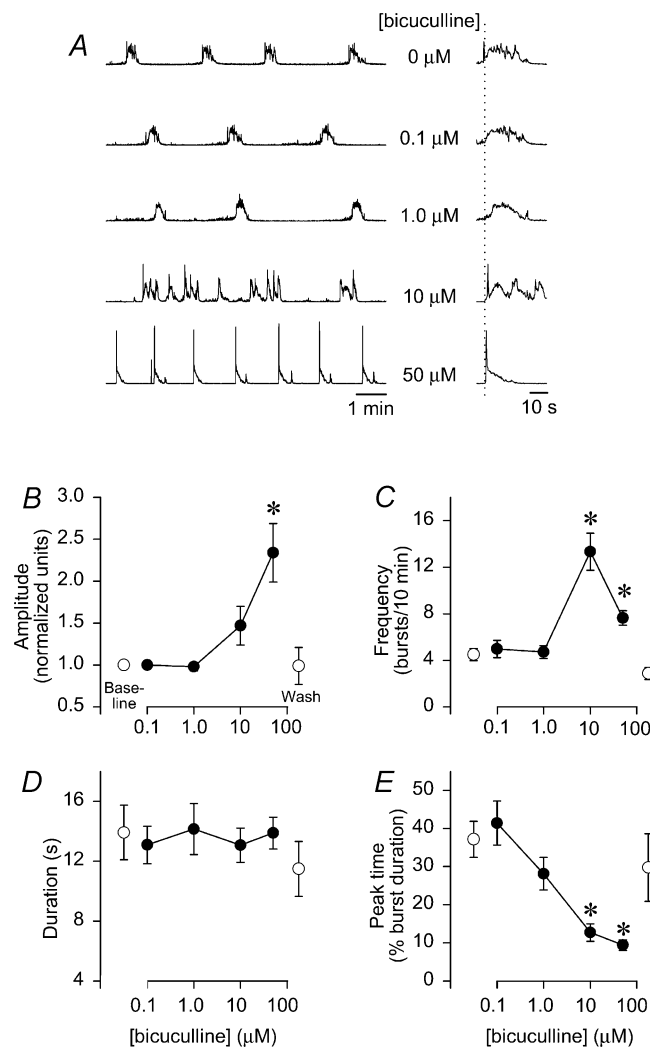 A
[bicuculline]
0 μM
0.1 μM
1.0 μM
10 μM
50 μM
1 min
10 s
B
Amplitude
(normalized units)
3.0
2.5
2.0
1.5
1.0
0.5
*
Base-
line
Wash
0.1
1.0
10
100
C
Frequency
(bursts/10 min)
16
12
8
4
0
*
*
0.1
1.0
10
100
D
Duration (s)
16
12
8
4
0.1
1.0
10
100
[bicuculline] (μM)
E
Peak time
(% burst duration)
50
40
30
20
10
0
*
*
0.1
1.0
10
100
[bicuculline] (μM)